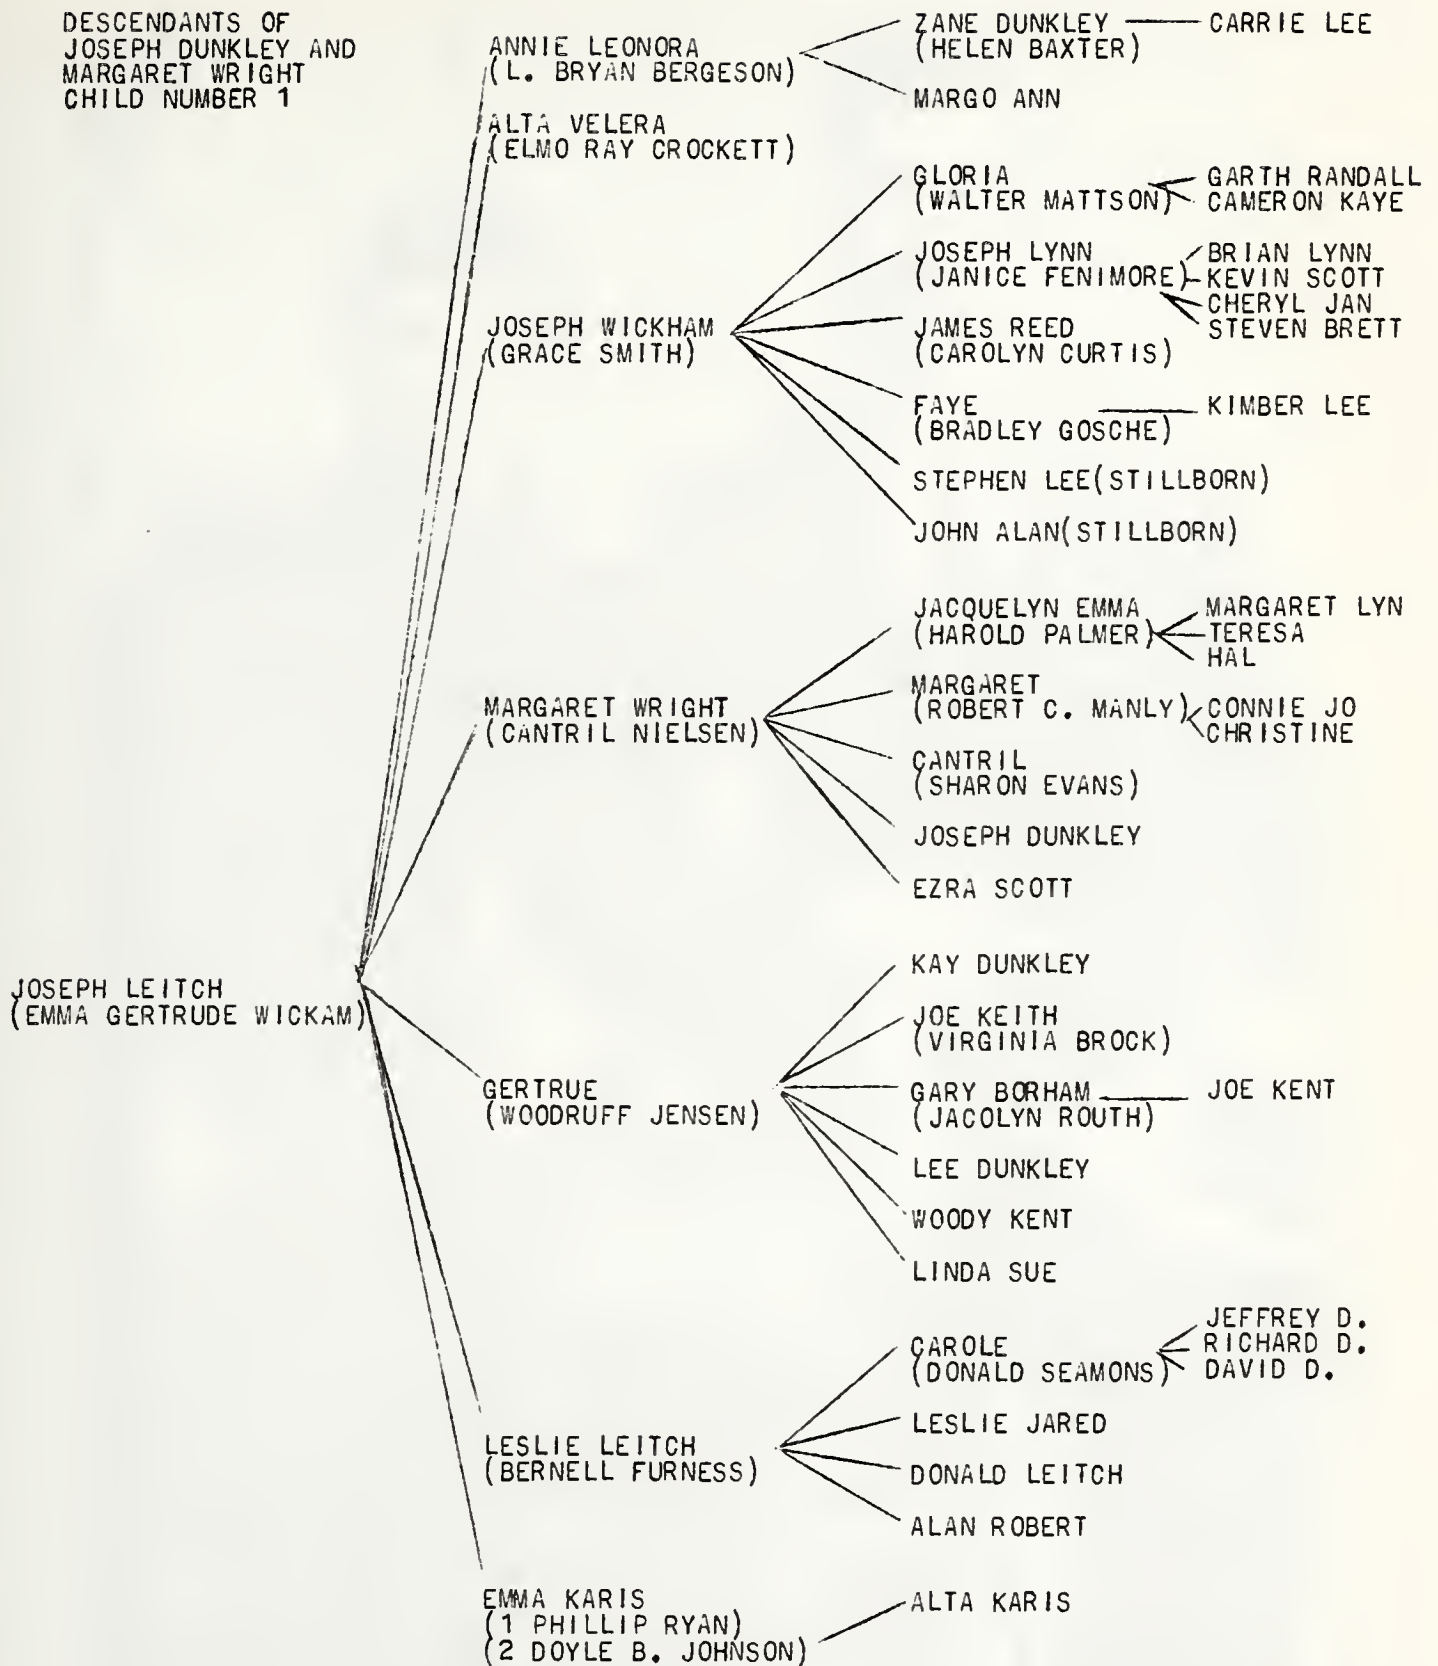 DESCENDANTS OF
JOSEPH DUNKLEY AND
MARGARET WRIGHT
CHILD NUMBER 1
JOSEPH LEITCH
(EMMA GERTRUDE WICKAM)
ANNIE LEONORA
(L. BRYAN BERGESON)
ZANE DUNKLEY
(HELEN BAXTER)
CARRIE LEE
MARGO ANN
ALTA VELERA
(ELMO RAY CROCKETT)
JOSEPH WICKHAM
(GRACE SMITH)
GLORIA
(WALTER MATTSON)
GARTH RANDALL
CAMERON KAYE
JOSEPH LYNN
(JANICE FENIMORE)
BRIAN LYNN
KEVIN SCOTT
CHERYL JAN
STEVEN BRETT
JAMES REED
(CAROLYN CURTIS)
FAYE
(BRADLEY GOSCHE)
KIMBER LEE
STEPHEN LEE(STILLBORN)
JOHN ALAN(STILLBORN)
MARGARET WRIGHT
(CANTRIL NIELSEN)
JACQUELYN EMMA
(HAROLD PALMER)
MARGARET LYN
TERESA
HAL
MARGARET
(ROBERT C. MANLY)
CONNIE JO
CHRISTINE
CANTRIL
(SHARON EVANS)
JOSEPH DUNKLEY
EZRA SCOTT
GERTRUE
(WOODRUFF JENSEN)
KAY DUNKLEY
JOE KEITH
(VIRGINIA BROCK)
GARY BORHAM
(JACOLYN ROUTH)
JOE KENT
LEE DUNKLEY
WOODY KENT
LINDA SUE
LESLIE LEITCH
(BERNELL FURNESS)
CAROLE
(DONALD SEAMONS)
JEFFREY D.
RICHARD D.
DAVID D.
LESLIE JARED
DONALD LEITCH
ALAN ROBERT
EMMA KARIS
(1 PHILLIP RYAN)
(2 DOYLE B. JOHNSON)
ALTA KARIS